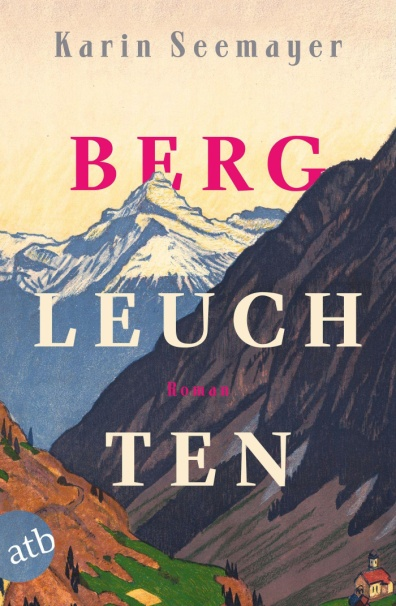 Karin Seemayer
BERG
LEUCH
Roman
TEN
atb